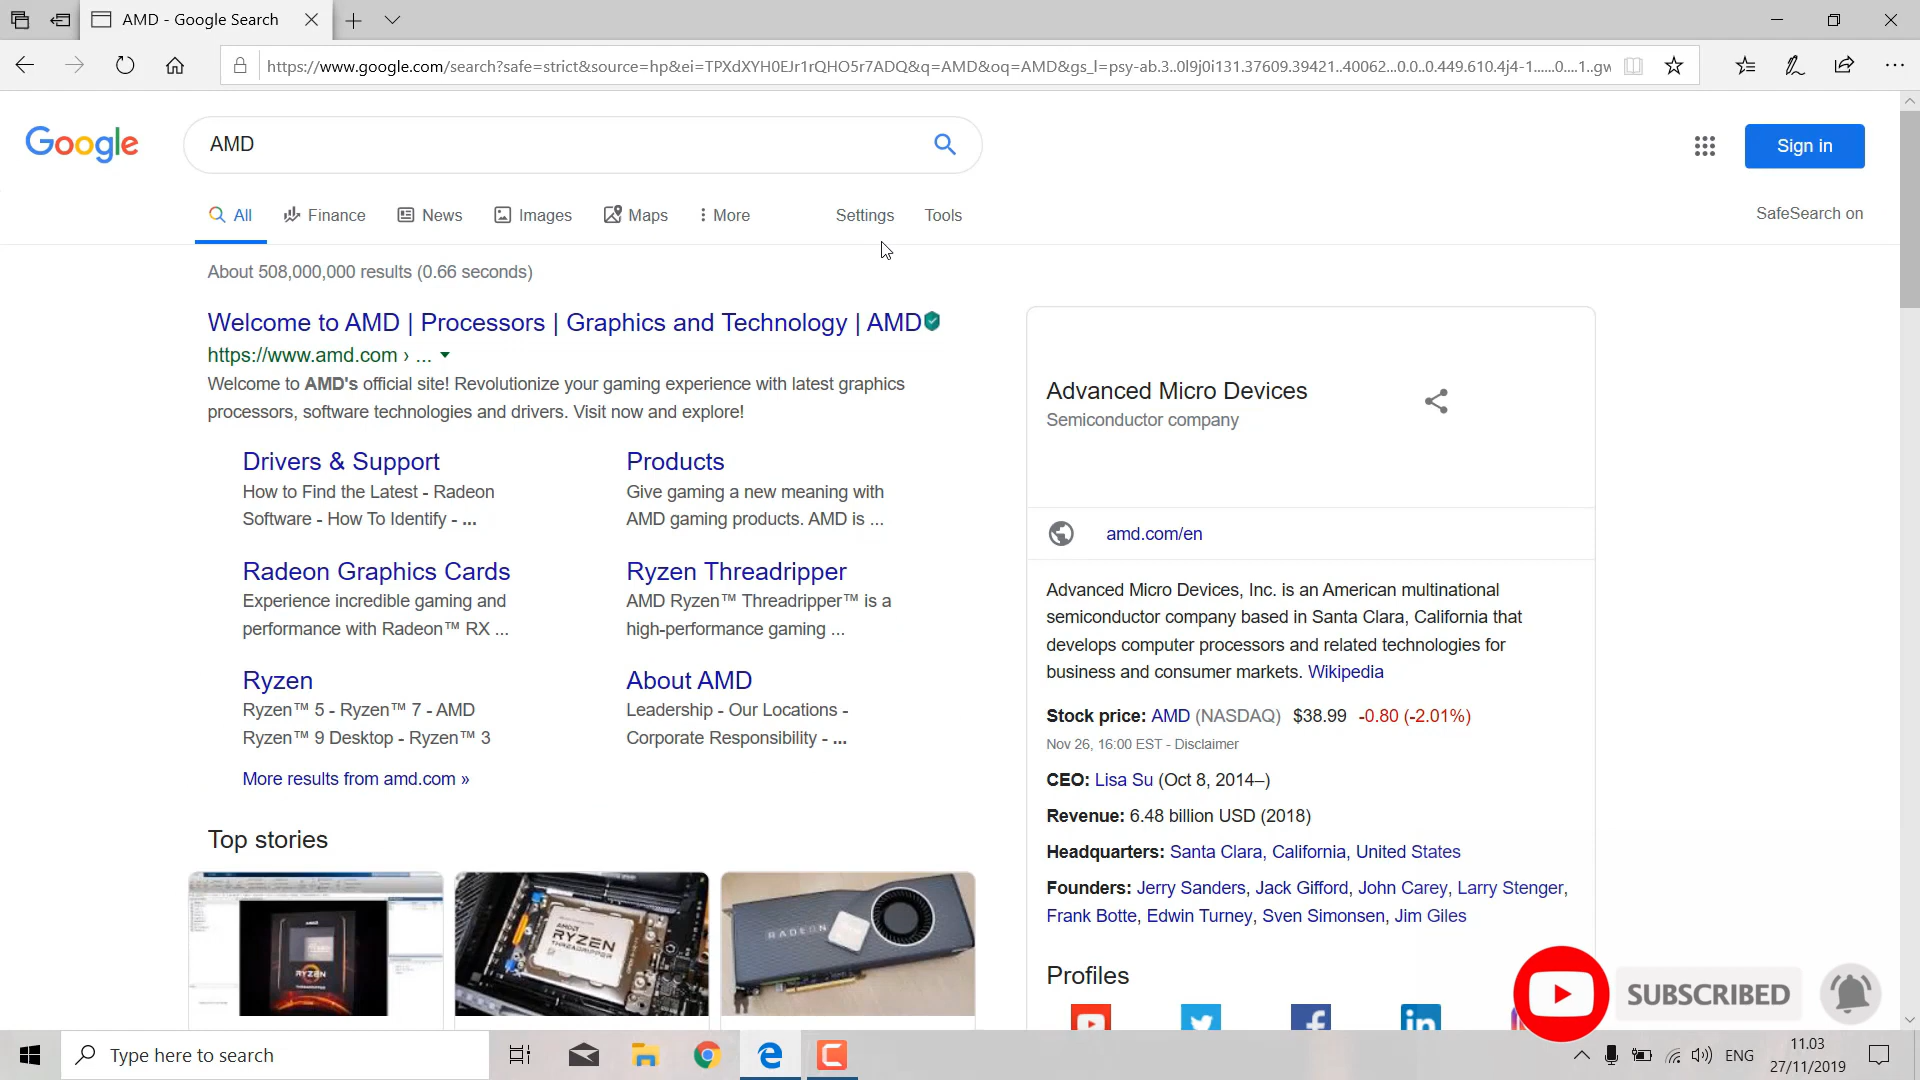 AMD - Google Search
https://www.google.com/search?safe=strict&source=hp&ei=TPXdXYH0EJr1rQHO5r7ADQ&q=AMD&oq=AMD&gs_l=psy-ab.3..0l9j0i131.37609.39421..40062...0.0..0.449.610.4j4-1......0....1..gw
Google
AMD
Sign in
All
Finance
News
Images
Maps
More
Settings
Tools
SafeSearch on
About 508,000,000 results (0.66 seconds)
Welcome to AMD | Processors | Graphics and Technology | AMD
https://www.amd.com › ...
Welcome to AMD's official site! Revolutionize your gaming experience with latest graphics
processors, software technologies and drivers. Visit now and explore!
Drivers & Support
How to Find the Latest - Radeon
Software - How To Identify - ...
Products
Give gaming a new meaning with
AMD gaming products. AMD is ...
Radeon Graphics Cards
Experience incredible gaming and
performance with Radeon™ RX ...
Ryzen Threadripper
AMD Ryzen™ Threadripper™ is a
high-performance gaming ...
Ryzen
Ryzen™ 5 - Ryzen™ 7 - AMD
Ryzen™ 9 Desktop - Ryzen™ 3
About AMD
Leadership - Our Locations -
Corporate Responsibility - ...
More results from amd.com »
Top stories
RYZEN
AMD
RYZEN
THREADRIPPER
RADEON
Advanced Micro Devices
Semiconductor company
amd.com/en
Advanced Micro Devices, Inc. is an American multinational
semiconductor company based in Santa Clara, California that
develops computer processors and related technologies for
business and consumer markets. Wikipedia
Stock price: AMD (NASDAQ) $38.99 -0.80 (-2.01%)
Nov 26, 16:00 EST - Disclaimer
CEO: Lisa Su (Oct 8, 2014–)
Revenue: 6.48 billion USD (2018)
Headquarters: Santa Clara, California, United States
Founders: Jerry Sanders, Jack Gifford, John Carey, Larry Stenger,
Frank Botte, Edwin Turney, Sven Simonsen, Jim Giles
Profiles
SUBSCRIBED
Type here to search
ENG
11.03
27/11/2019